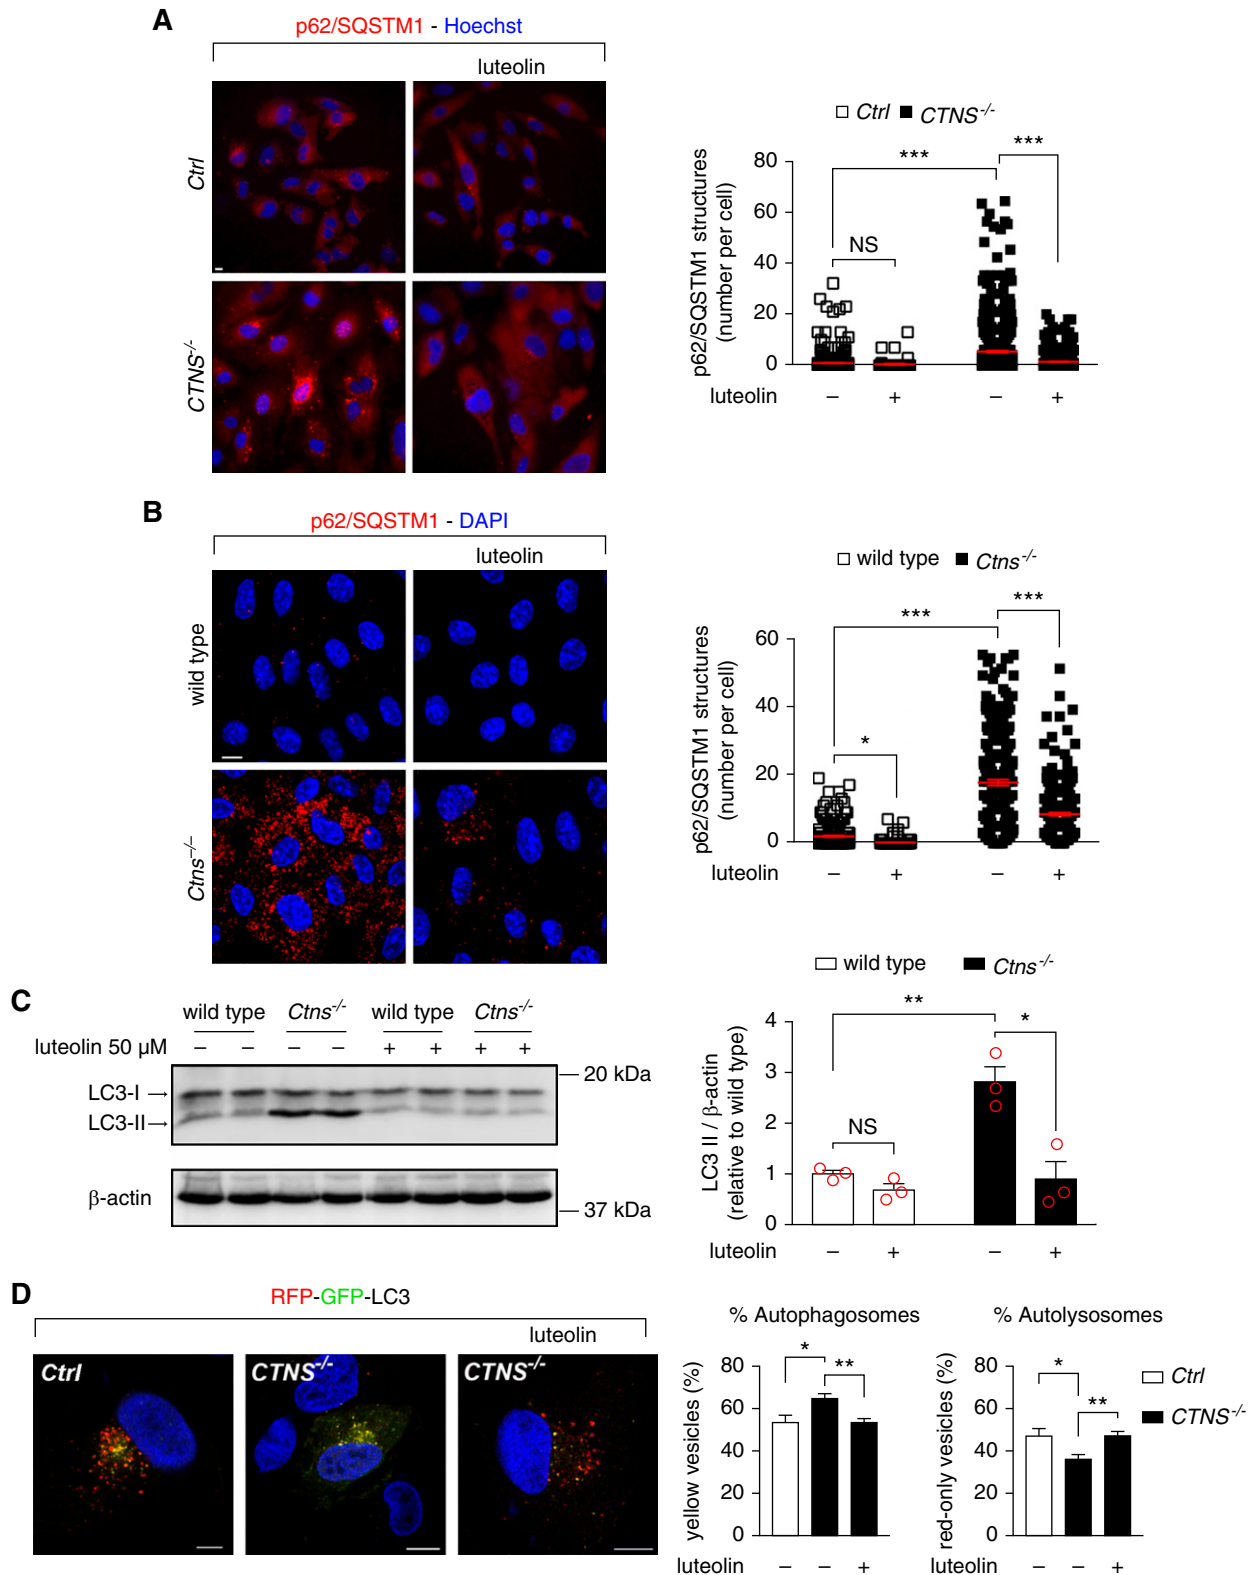 A
p62/SQSTM1 - Hoechst
luteolin
Ctrl
CTNS-/-
Ctrl CTNS-/-
p62/SQSTM1 structures
(number per cell)
80
60
40
20
0
NS
***
***
luteolin − + − +
B
p62/SQSTM1 - DAPI
luteolin
wild type
Ctns-/-
wild type Ctns-/-
p62/SQSTM1 structures
(number per cell)
60
40
20
0
*
***
***
luteolin − + − +
C
wild type Ctns-/- wild type Ctns-/-
luteolin 50 µM − − − − + + + +
LC3-I →
LC3-II→
20 kDa
β-actin
37 kDa
wild type Ctns-/-
LC3 II / β-actin
(relative to wild type)
4
3
2
1
0
NS
**
*
luteolin − + − +
D
RFP-GFP-LC3
luteolin
Ctrl
CTNS-/-
CTNS-/-
% Autophagosomes
yellow vesicles (%)
80
60
40
20
0
*
**
luteolin − − +
% Autolysosomes
red-only vesicles (%)
80
60
40
20
0
*
**
luteolin − − +
Ctrl
CTNS-/-